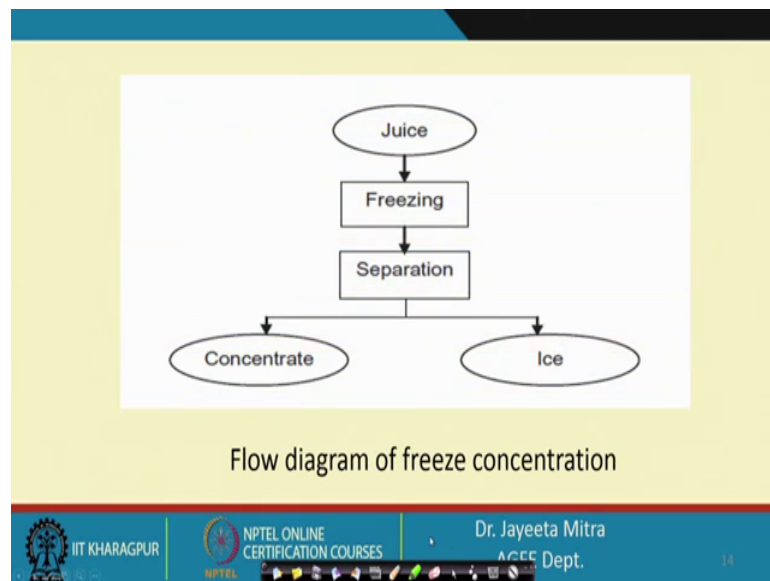 Juice
Freezing
Separation
Concentrate
Ice
Flow diagram of freeze concentration
IIT KHARAGPUR
NPTEL
NPTEL ONLINE
CERTIFICATION COURSES
Dr. Jayeeta Mitra
Dept.
14